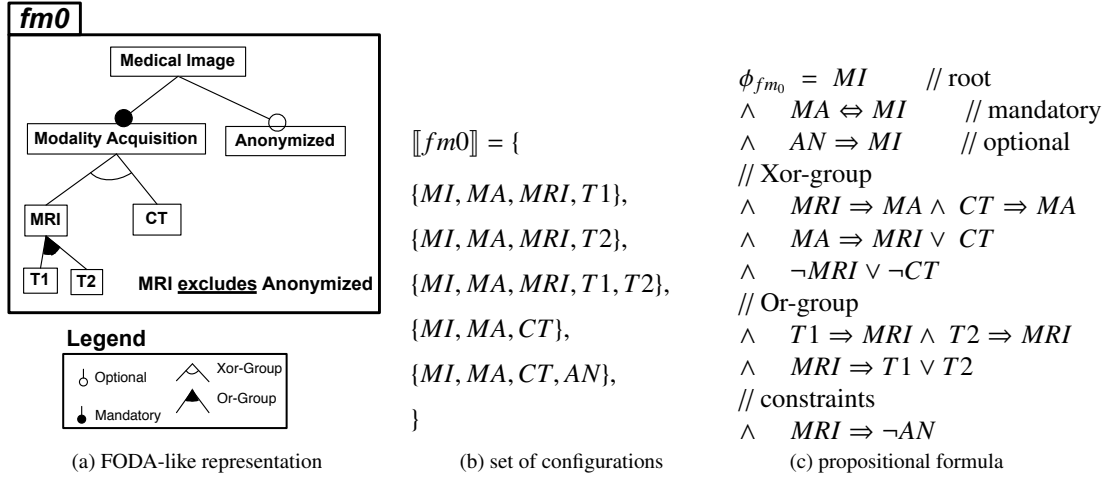 fm0
Medical Image
Modality Acquisition
Anonymized
MRI
CT
T1
T2
MRI excludes Anonymized
Legend
Optional
Xor-Group
Mandatory
Or-Group
(a) FODA-like representation
⟦fm0⟧ = {
{MI, MA, MRI, T1},
{MI, MA, MRI, T2},
{MI, MA, MRI, T1, T2},
{MI, MA, CT},
{MI, MA, CT, AN},
}
(b) set of configurations
ϕ_{fm_0} = MI // root
∧ MA ⇔ MI // mandatory
∧ AN ⇒ MI // optional
// Xor-group
∧ MRI ⇒ MA ∧ CT ⇒ MA
∧ MA ⇒ MRI ∨ CT
∧ ¬MRI ∨ ¬CT
// Or-group
∧ T1 ⇒ MRI ∧ T2 ⇒ MRI
∧ MRI ⇒ T1 ∨ T2
// constraints
∧ MRI ⇒ ¬AN
(c) propositional formula